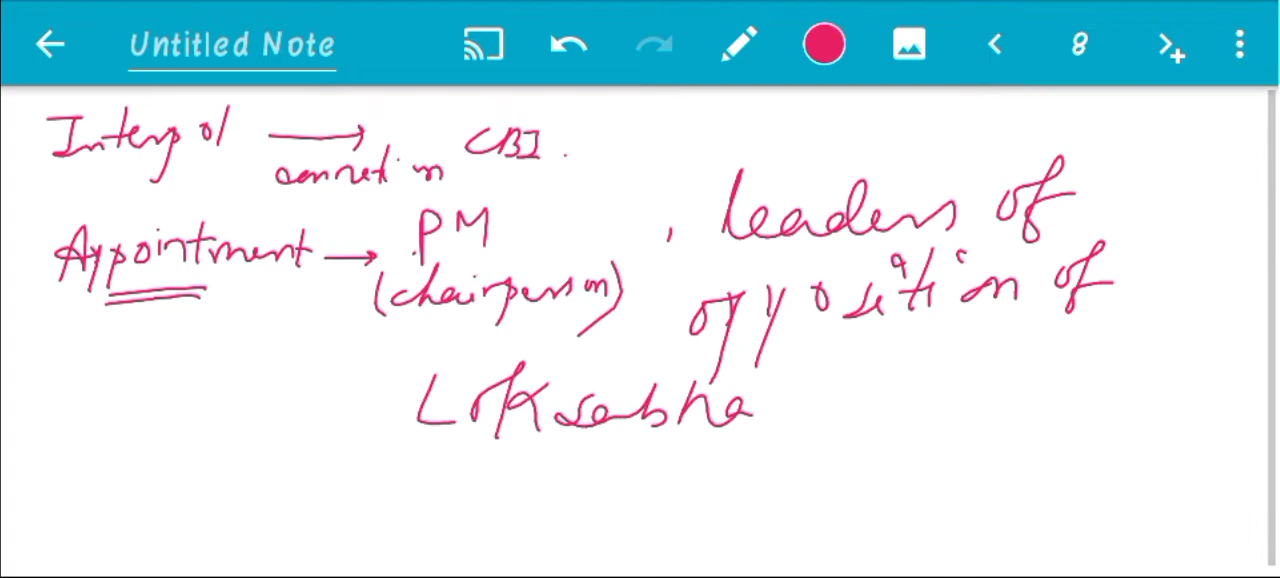 Untitled Note
8
Interpol → CBI.
connection
Appointment → PM, leaders of
(chairperson) opposition of
Loksabha